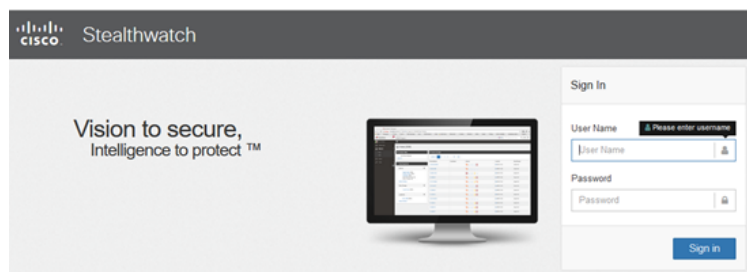 cisco.
Stealthwatch
Vision to secure,
Intelligence to protect ™
Sign In
User Name
Please enter username
User Name
Password
Password
Sign in